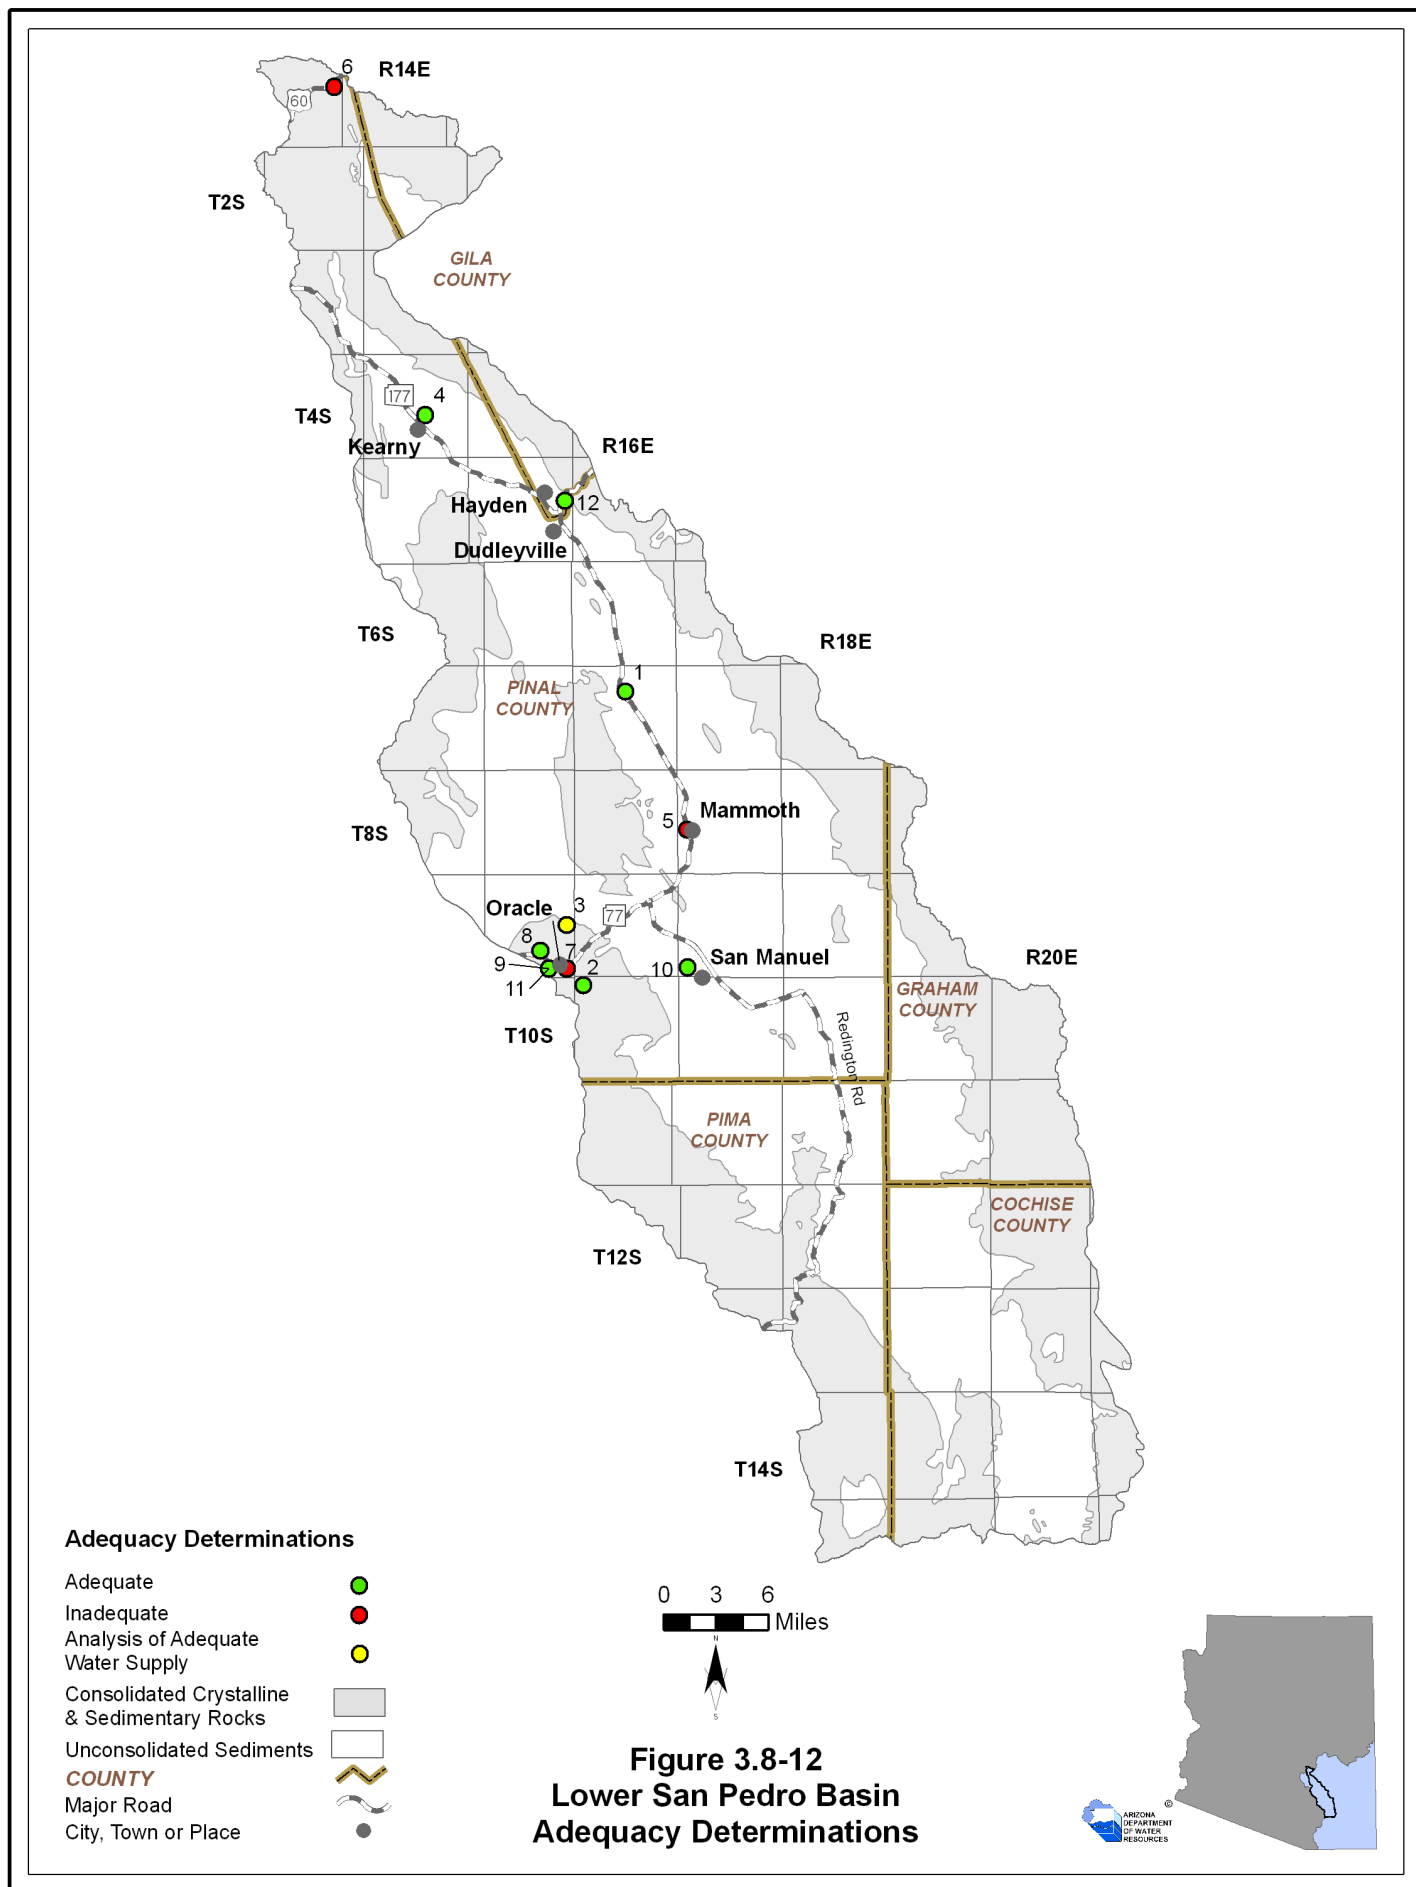 6
R14E
60
T2S
GILA
COUNTY
177
4
T4S
Kearny
R16E
Hayden
12
Dudleyville
T6S
R18E
1
PINAL
COUNTY
Mammoth
5
T8S
Oracle
3
77
8
7
9
2
11
10
San Manuel
R20E
GRAHAM
COUNTY
T10S
Redington Rd
PIMA
COUNTY
COCHISE
COUNTY
T12S
T14S
Adequacy Determinations
Adequate
Inadequate
Analysis of Adequate
Water Supply
Consolidated Crystalline
& Sedimentary Rocks
Unconsolidated Sediments
COUNTY
Major Road
City, Town or Place
0 3 6
Miles
N
S
Figure 3.8-12
Lower San Pedro Basin
Adequacy Determinations
©
ARIZONA
DEPARTMENT
OF WATER
RESOURCES